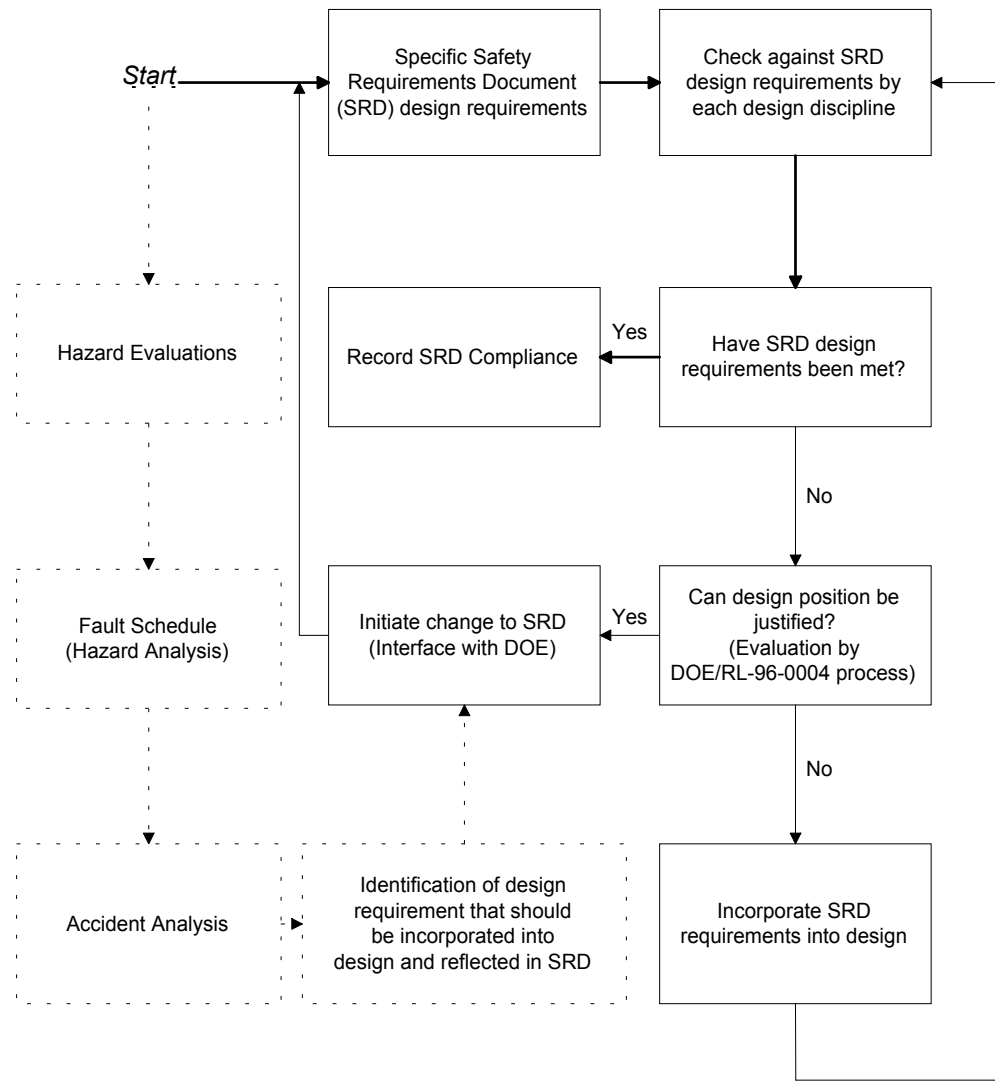 Start
Specific Safety
Requirements Document
(SRD) design requirements
Check against SRD
design requirements by
each design discipline
Hazard Evaluations
Record SRD Compliance
Yes
Have SRD design
requirements been met?
No
Fault Schedule
(Hazard Analysis)
Initiate change to SRD
(Interface with DOE)
Yes
Can design position be
justified?
(Evaluation by
DOE/RL-96-0004 process)
No
Accident Analysis
Identification of design
requirement that should
be incorporated into
design and reflected in SRD
Incorporate SRD
requirements into design